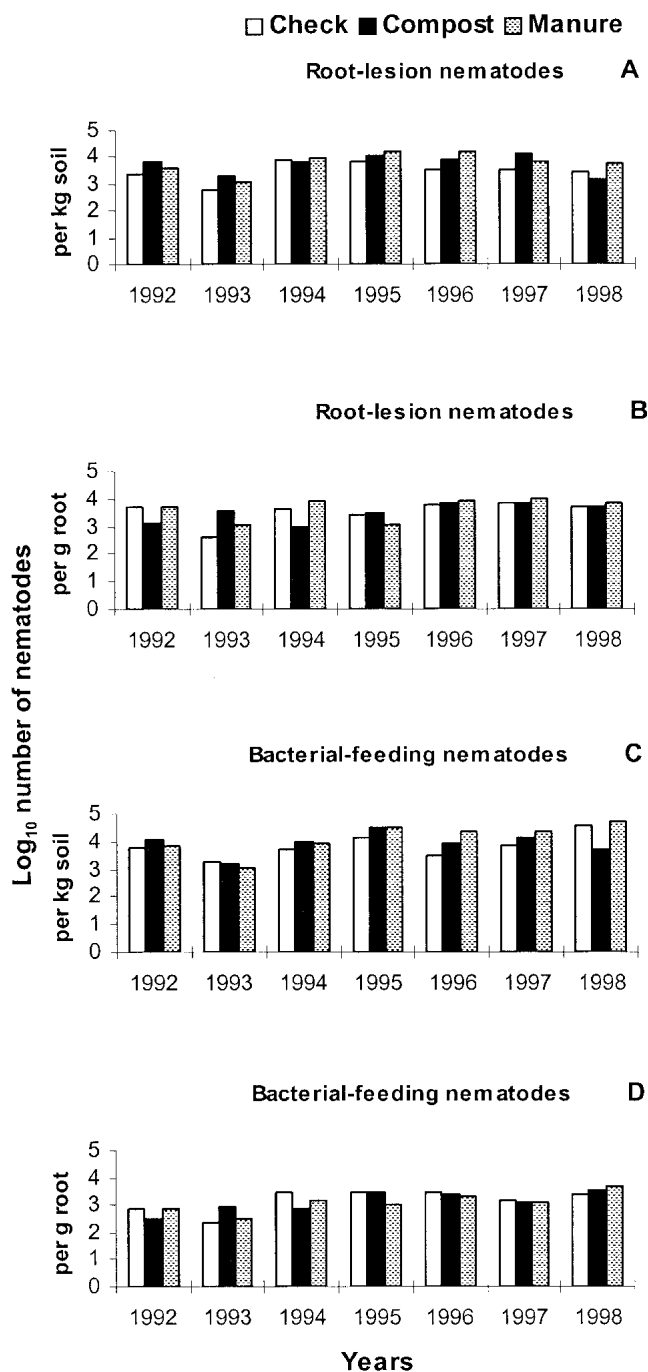 Check Compost Manure
Root-lesion nematodes A
5
4
3
2
1
0
per kg soil
1992 1993 1994 1995 1996 1997 1998
Root-lesion nematodes B
5
4
3
2
1
0
per g root
1992 1993 1994 1995 1996 1997 1998
Log₁₀ number of nematodes
Bacterial-feeding nematodes C
5
4
3
2
1
0
per kg soil
1992 1993 1994 1995 1996 1997 1998
Bacterial-feeding nematodes D
5
4
3
2
1
0
per g root
1992 1993 1994 1995 1996 1997 1998
Years